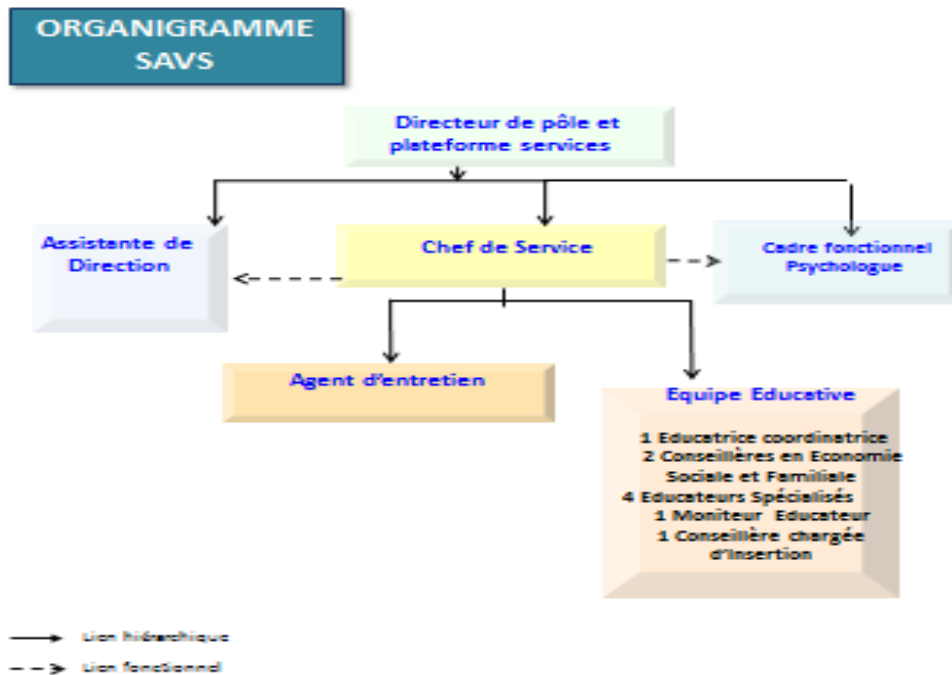 ORGANIGRAMME
SAVS
Directeur de pôle et
plateforme services
Assistante de
Direction
Chef de Service
Cadre fonctionnel
Psychologue
Agent d'entretien
Equipe Educative
1 Educatrice coordinatrice
2 Conseillères en Economie
Sociale et Familiale
4 Educateurs Spécialisés
1 Moniteur Educateur
1 Conseillère chargée
d'Insertion
Lien hiérarchique
Lien fonctionnel